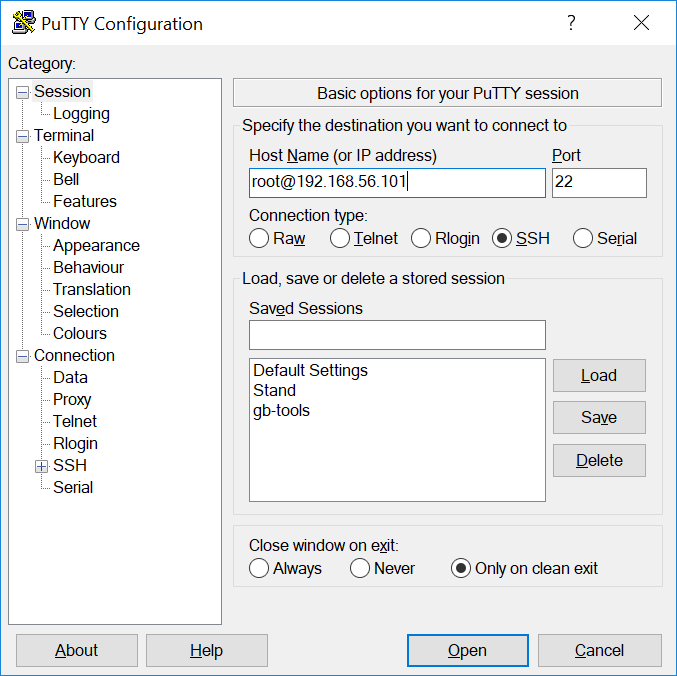 PuTTY Configuration
?
Category:
Session
Logging
Terminal
Keyboard
Bell
Features
Window
Appearance
Behaviour
Translation
Selection
Colours
Connection
Data
Proxy
Telnet
Rlogin
SSH
Serial
Basic options for your PuTTY session
Specify the destination you want to connect to
Host Name (or IP address) Port
root@192.168.56.101 22
Connection type:
Raw Telnet Rlogin SSH Serial
Load, save or delete a stored session
Saved Sessions
Default Settings
Stand
gb-tools
Load
Save
Delete
Close window on exit:
Always Never Only on clean exit
About Help Open Cancel